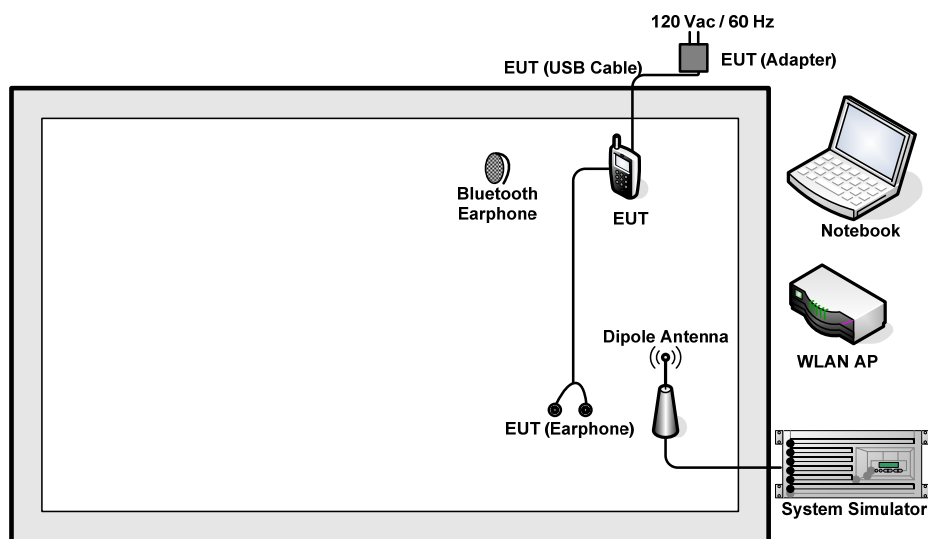 120 Vac / 60 Hz
EUT (USB Cable)
EUT (Adapter)
Bluetooth
Earphone
EUT
Notebook
Dipole Antenna
WLAN AP
EUT (Earphone)
System Simulator